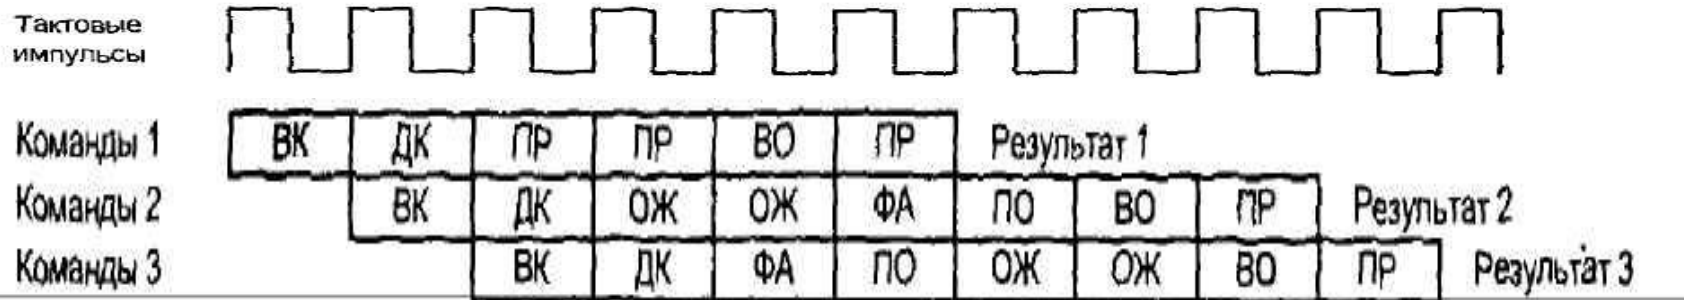 Тактовые
импульсы
Команды 1 ВК ДК ПР ПР ВО ПР Результат 1
Команды 2 ВК ДК ОЖ ОЖ ФА ПО ВО ПР Результат 2
Команды 3 ВК ДК ФА ПО ОЖ ОЖ ВО ПР Результат 3